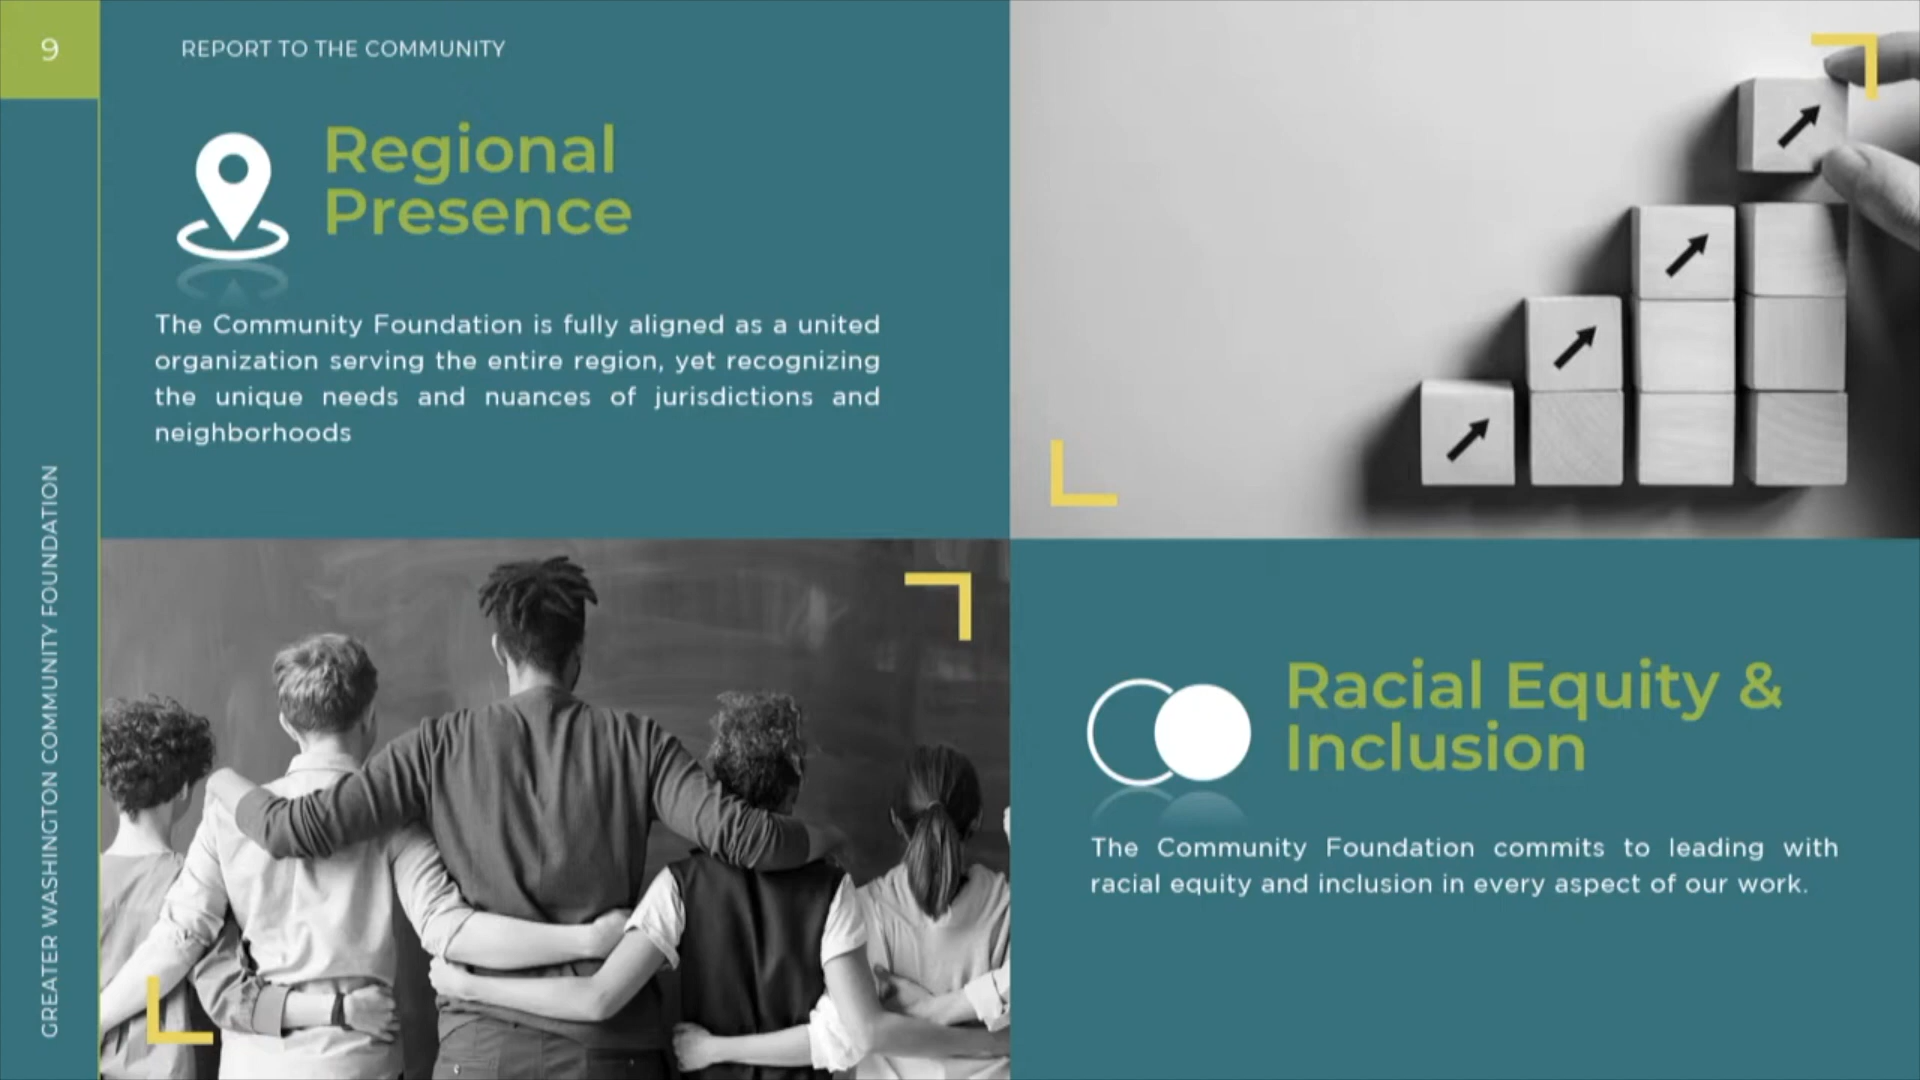 9
REPORT TO THE COMMUNITY
Regional
Presence
The Community Foundation is fully aligned as a united
organization serving the entire region, yet recognizing
the unique needs and nuances of jurisdictions and
neighborhoods
GREATER WASHINGTON COMMUNITY FOUNDATION
Racial Equity &
Inclusion
The Community Foundation commits to leading with
racial equity and inclusion in every aspect of our work.